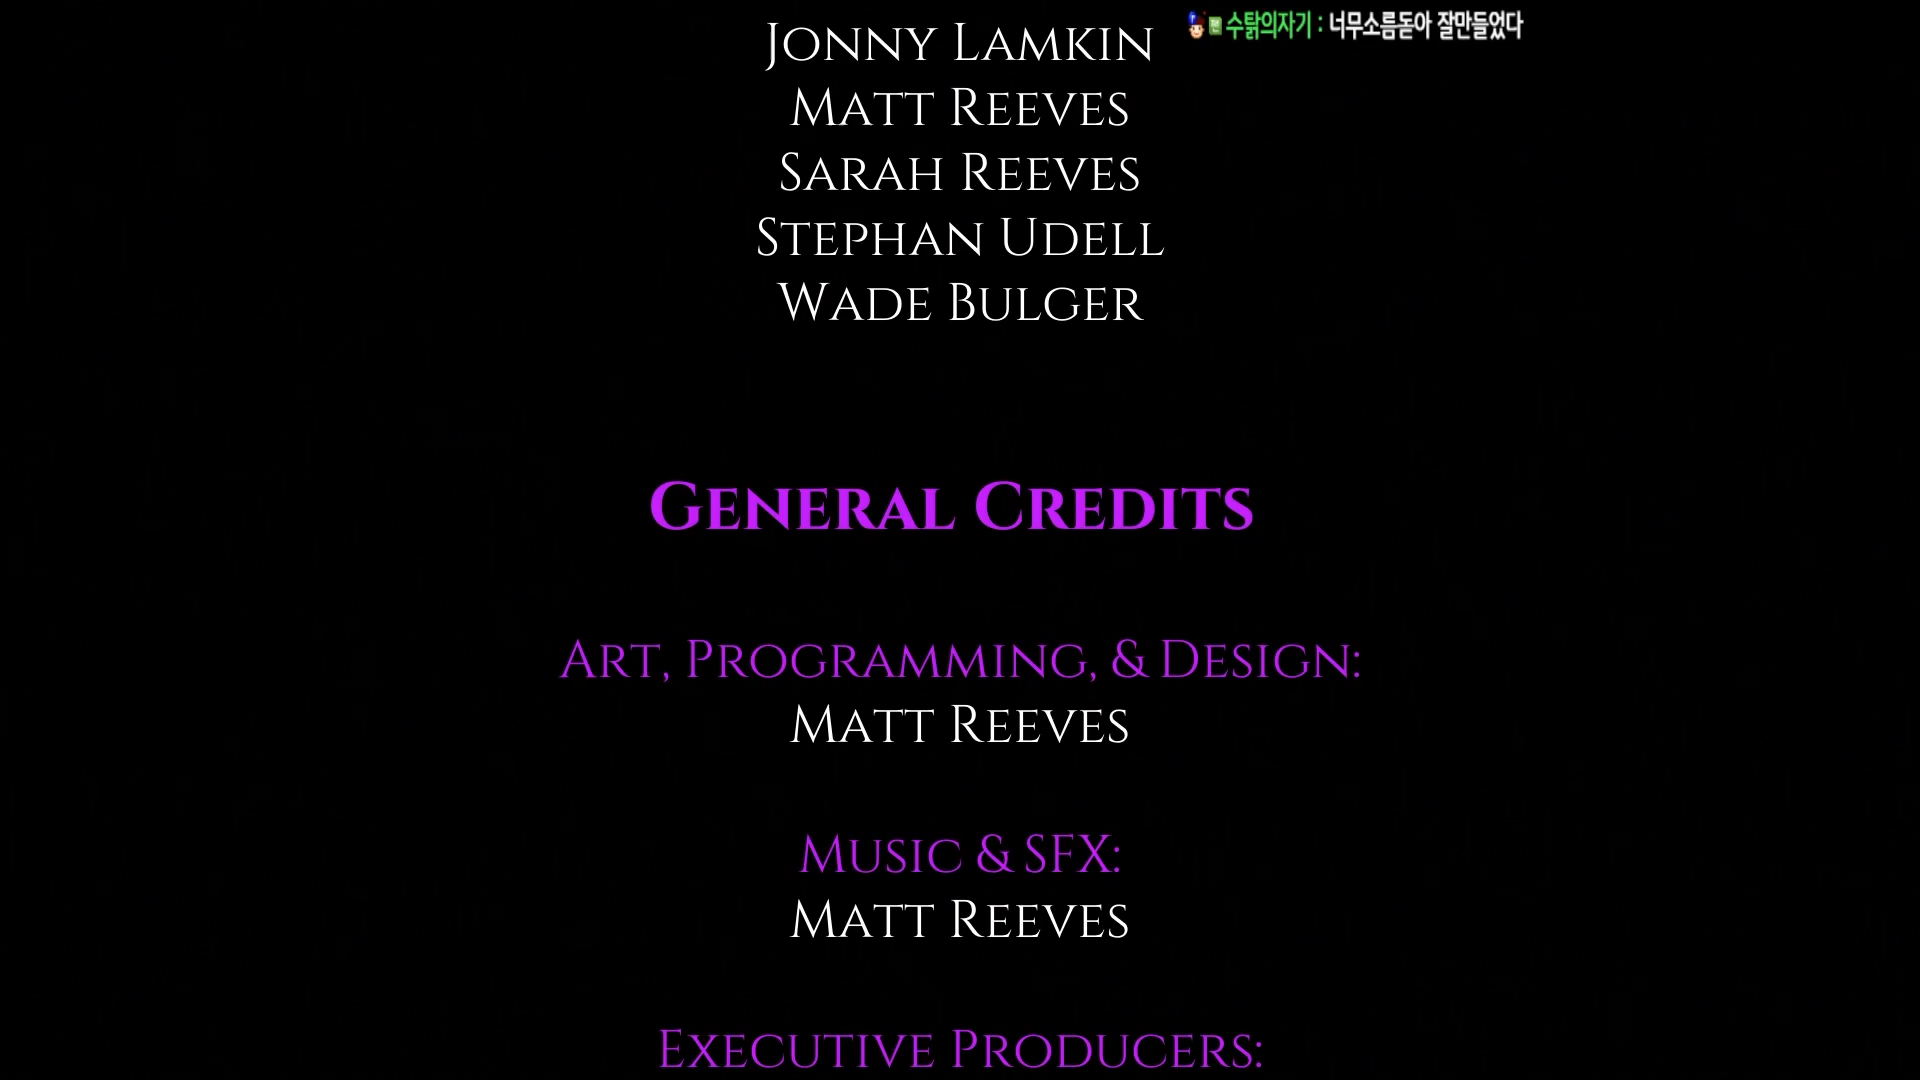 Jonny Lamkin
수탉의자기 : 너무소름돋아 잘만들었다
Matt Reeves
Sarah Reeves
Stephan Udell
Wade Bulger
General Credits
Art, Programming, & Design:
Matt Reeves
Music & SFX:
Matt Reeves
Executive Producers: